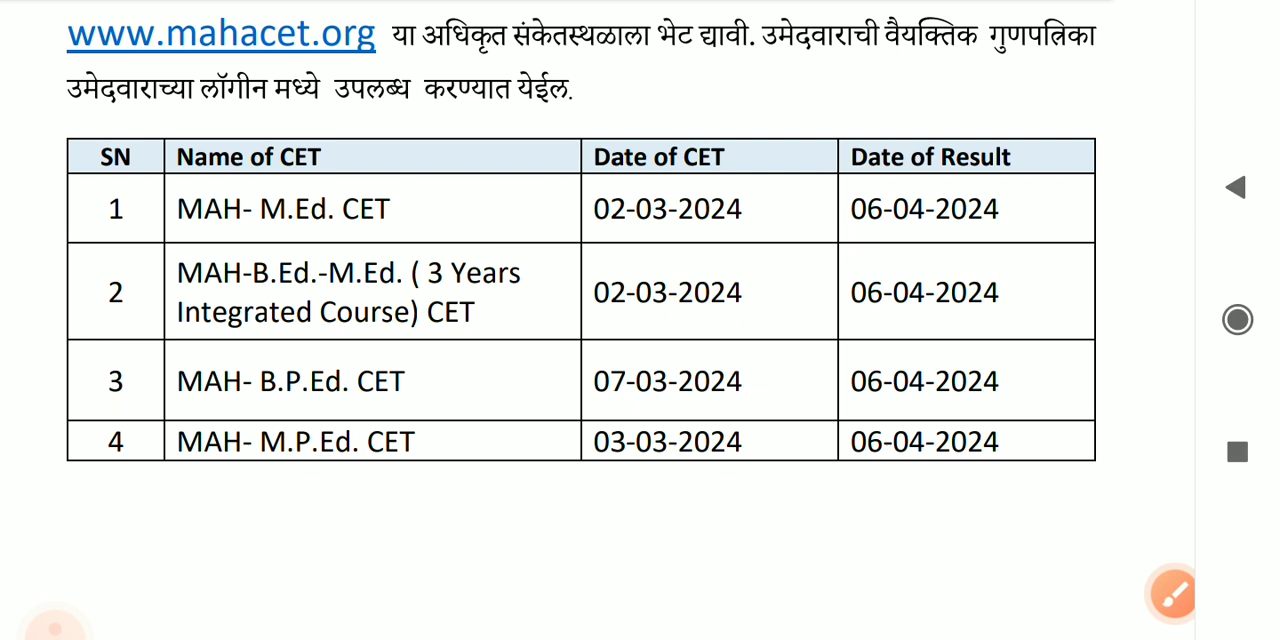 www.mahacet.org या अधिकृत संकेतस्थळाला भेट द्यावी. उमेदवाराची वैयक्तिक गुणपत्रिका
उमेदवाराच्या लॉगीन मध्ये उपलब्ध करण्यात येईल.
SN Name of CET Date of CET Date of Result
1 MAH- M.Ed. CET 02-03-2024 06-04-2024
2 MAH-B.Ed.-M.Ed. ( 3 Years
Integrated Course) CET 02-03-2024 06-04-2024
3 MAH- B.P.Ed. CET 07-03-2024 06-04-2024
4 MAH- M.P.Ed. CET 03-03-2024 06-04-2024